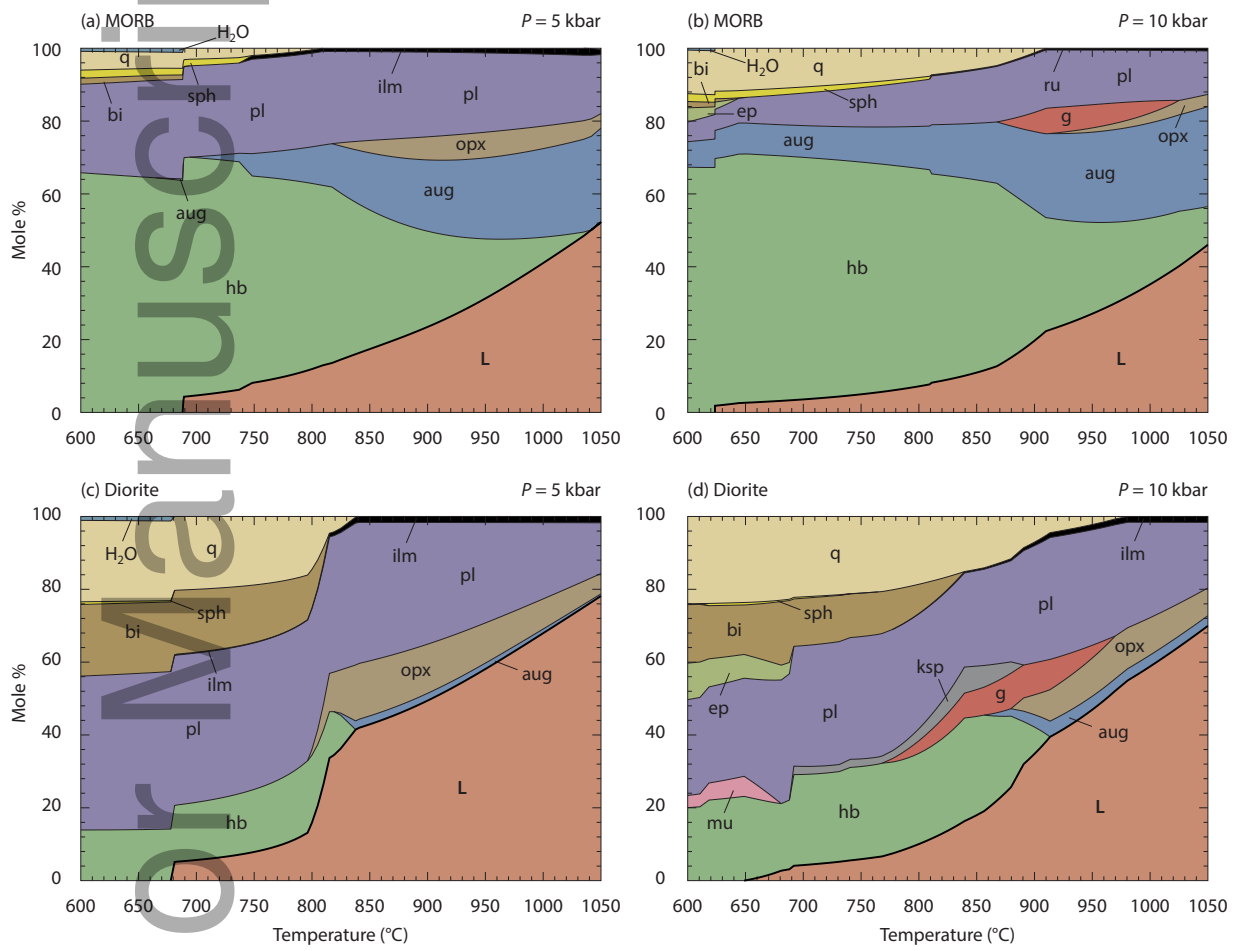 (a) MORB P = 5 kbar
H₂O
q
sph
bi
pl
ilm
pl
opx
aug
aug
hb
L
Mole %
0 20 40 60 80 100
600 650 700 750 800 850 900 950 1000 1050
(b) MORB P = 10 kbar
H₂O
q
bi
sph
ep
ru
pl
g
opx
aug
aug
hb
L
0 20 40 60 80 100
600 650 700 750 800 850 900 950 1000 1050
(c) Diorite P = 5 kbar
H₂O
q
ilm
pl
sph
bi
ilm
opx
aug
pl
hb
L
Mole %
0 20 40 60 80 100
600 650 700 750 800 850 900 950 1000 1050
Temperature (°C)
(d) Diorite P = 10 kbar
q
ilm
sph
bi
pl
ksp
opx
ep
pl
g
aug
mu
hb
L
0 20 40 60 80 100
600 650 700 750 800 850 900 950 1000 1050
Temperature (°C)
or Manuscri